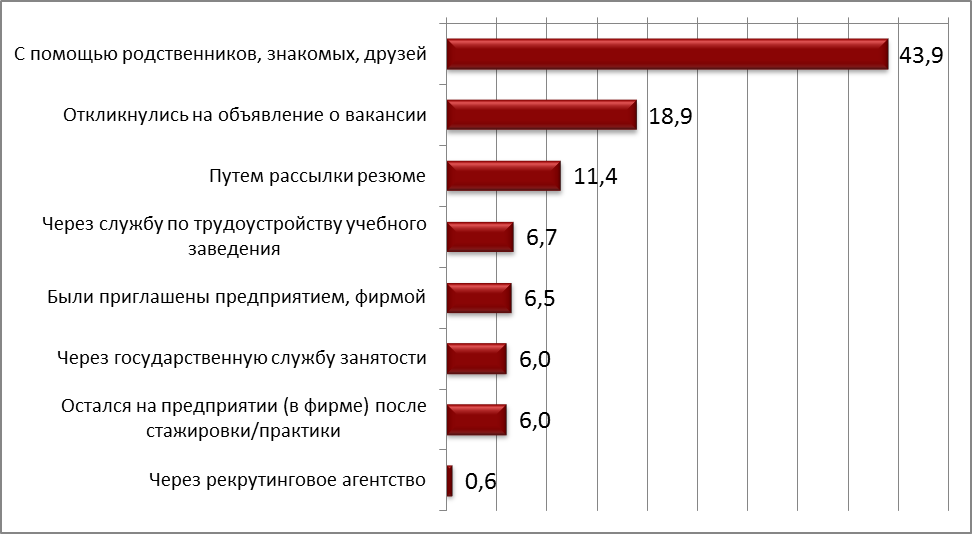 С помощью родственников, знакомых, друзей
43,9
Откликнулись на объявление о вакансии
18,9
Путем рассылки резюме
11,4
Через службу по трудоустройству учебного
заведения
6,7
Были приглашены предприятием, фирмой
6,5
Через государственную службу занятости
6,0
Остался на предприятии (в фирме) после
стажировки/практики
6,0
Через рекрутинговое агентство
0,6